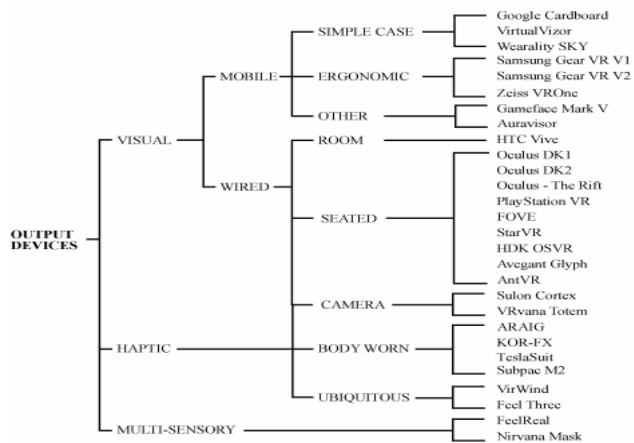 OUTPUT
DEVICES
VISUAL
HAPTIC
MULTI-SENSORY
MOBILE
WIRED
SIMPLE CASE
ERGONOMIC
OTHER
ROOM
SEATED
CAMERA
BODY WORN
UBIQUITOUS
Google Cardboard
VirtualVizor
Wearality SKY
Samsung Gear VR V1
Samsung Gear VR V2
Zeiss VROne
Gameface Mark V
Auravisor
HTC Vive
Oculus DK1
Oculus DK2
Oculus - The Rift
PlayStation VR
FOVE
StarVR
HDK OSVR
Avegant Glyph
AntVR
Sulon Cortex
VRvana Totem
ARAIG
KOR-FX
TeslaSuit
Subpac M2
VirWind
Feel Three
FeelReal
Nirvana Mask